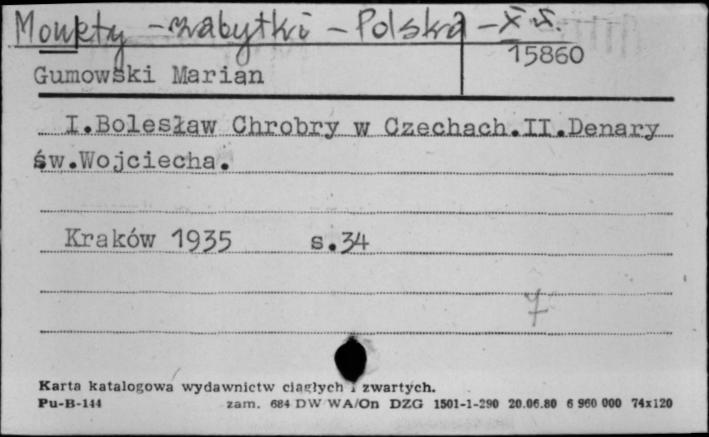 Monety - zabytki - Polska - X w.
15860
Gumowski Marian
I.Bolesław Chrobry w Czechach.II.Denary
św.Wojciecha.
Kraków 1935 s.34
7
Karta katalogowa wydawnictw ciągłych i zwartych.
Pu-B-144 zam. 684 DW WA/On DZG 1501-1-290 20.06.80 6 960 000 74x120